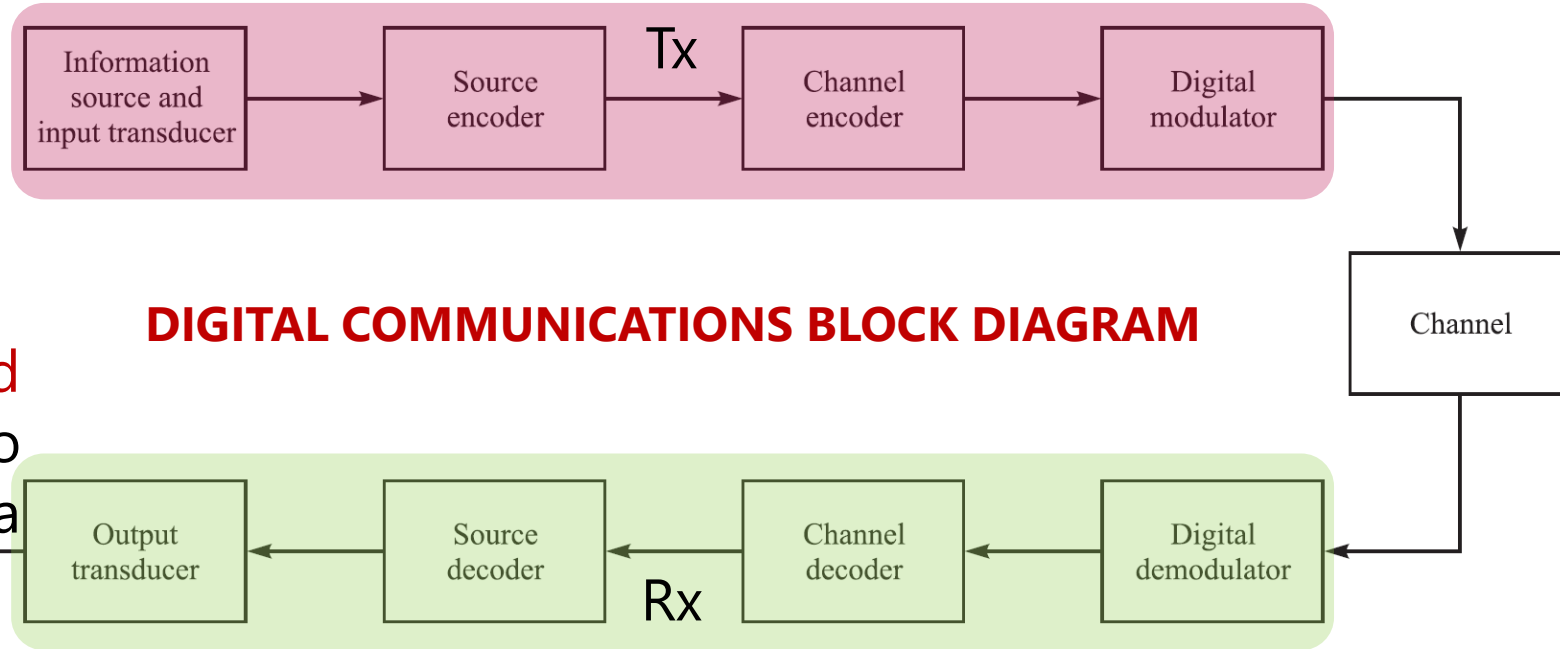 Tx
Information
source and
input transducer
Source
encoder
Channel
encoder
Digital
modulator
DIGITAL COMMUNICATIONS BLOCK DIAGRAM
Channel
d
o
a
Output
transducer
Source
decoder
Channel
decoder
Digital
demodulator
Rx